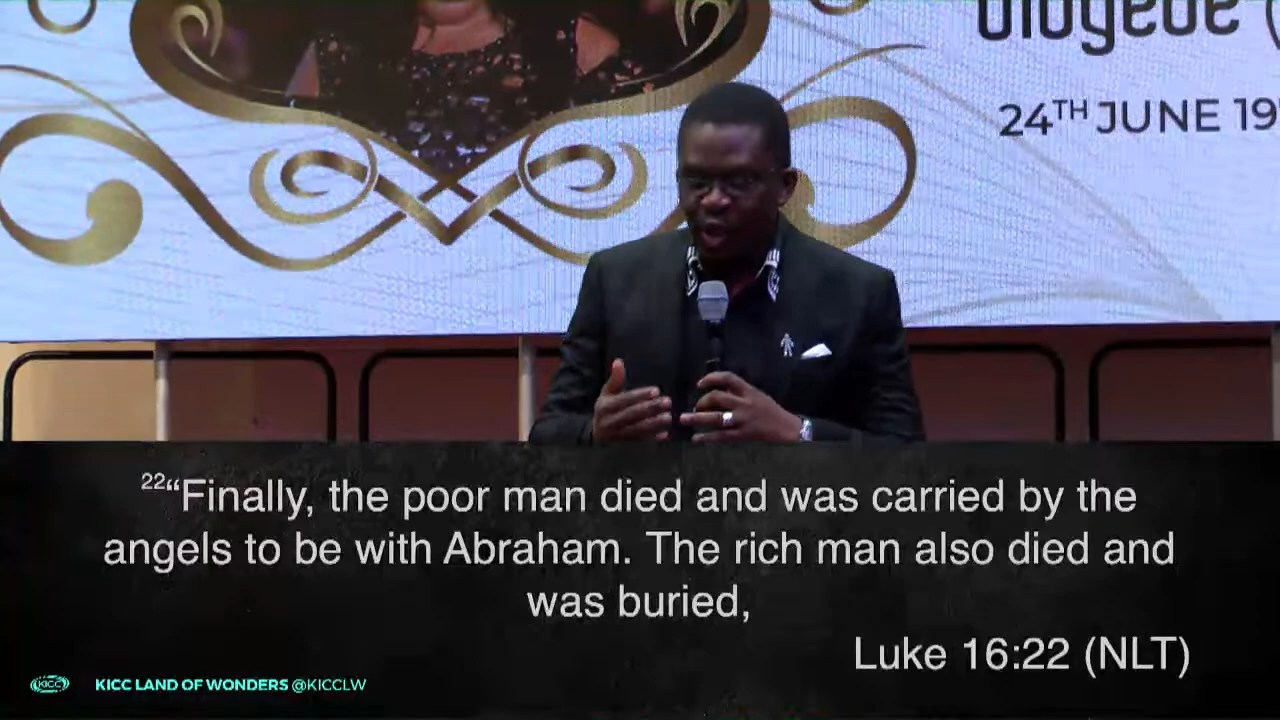 24TH JUNE 19
22“Finally, the poor man died and was carried by the
angels to be with Abraham. The rich man also died and
was buried,
Luke 16:22 (NLT)
KICC
KICC LAND OF WONDERS @KICCLW